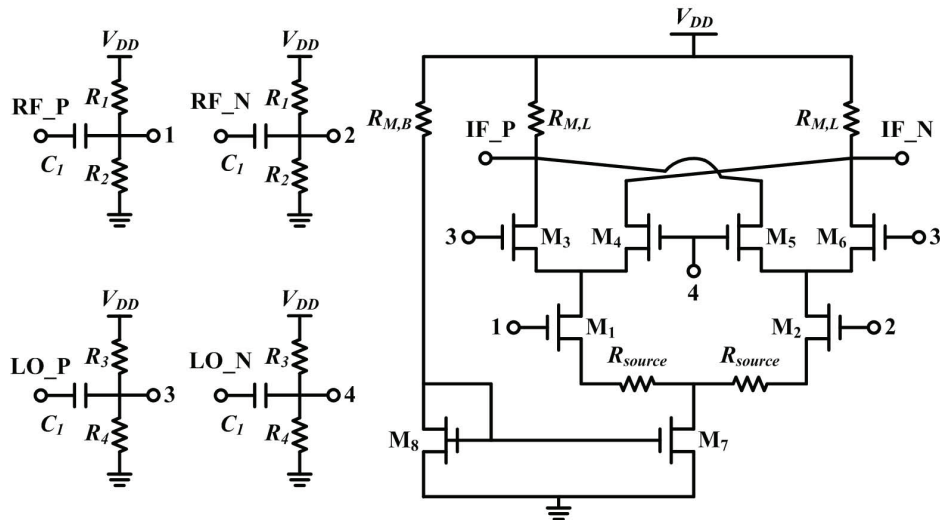 V_DD V_DD V_DD
R_1 R_1
RF_P 1 RF_N 2
C_1 R_2 C_1 R_2
R_M,B R_M,L R_M,L
IF_P IF_N
3 M_3 M_4 M_5 M_6 3
4
1 M_1 M_2 2
R_source R_source
V_DD V_DD
R_3 R_3
LO_P 3 LO_N 4
C_1 R_4 C_1 R_4
M_8 M_7